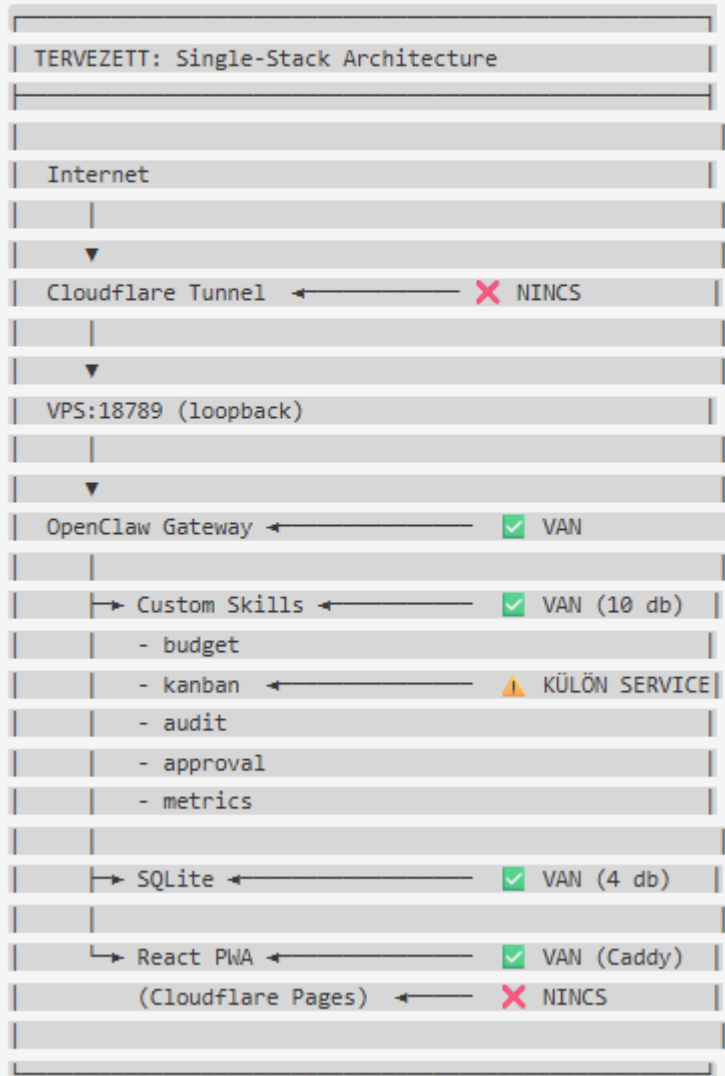 TERVEZETT: Single-Stack Architecture
Internet
Cloudflare Tunnel ◄──────────── ❌ NINCS
VPS:18789 (loopback)
OpenClaw Gateway ◄──────────── ✅ VAN
├─► Custom Skills ◄──────────── ✅ VAN (10 db)
- budget
- kanban ◄──────────── ⚠️ KÜLÖN SERVICE
- audit
- approval
- metrics
├─► SQLite ◄──────────── ✅ VAN (4 db)
└─► React PWA ◄──────────── ✅ VAN (Caddy)
(Cloudflare Pages) ◄──── ❌ NINCS